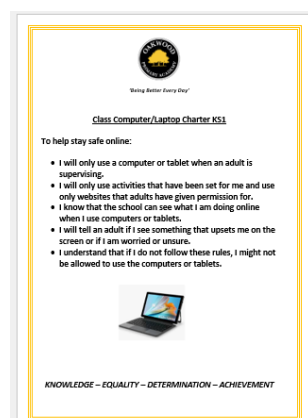 OAKWOOD
PRIMARY ACADEMY
'Being Better Every Day'
Class Computer/Laptop Charter KS1
To help stay safe online:
• I will only use a computer or tablet when an adult is
supervising.
• I will only use activities that have been set for me and use
only websites that adults have given permission for.
• I know that the school can see what I am doing online
when I use computers or tablets.
• I will tell an adult if I see something that upsets me on the
screen or if I am worried or unsure.
• I understand that if I do not follow these rules, I might not
be allowed to use the computers or tablets.
KNOWLEDGE – EQUALITY – DETERMINATION – ACHIEVEMENT